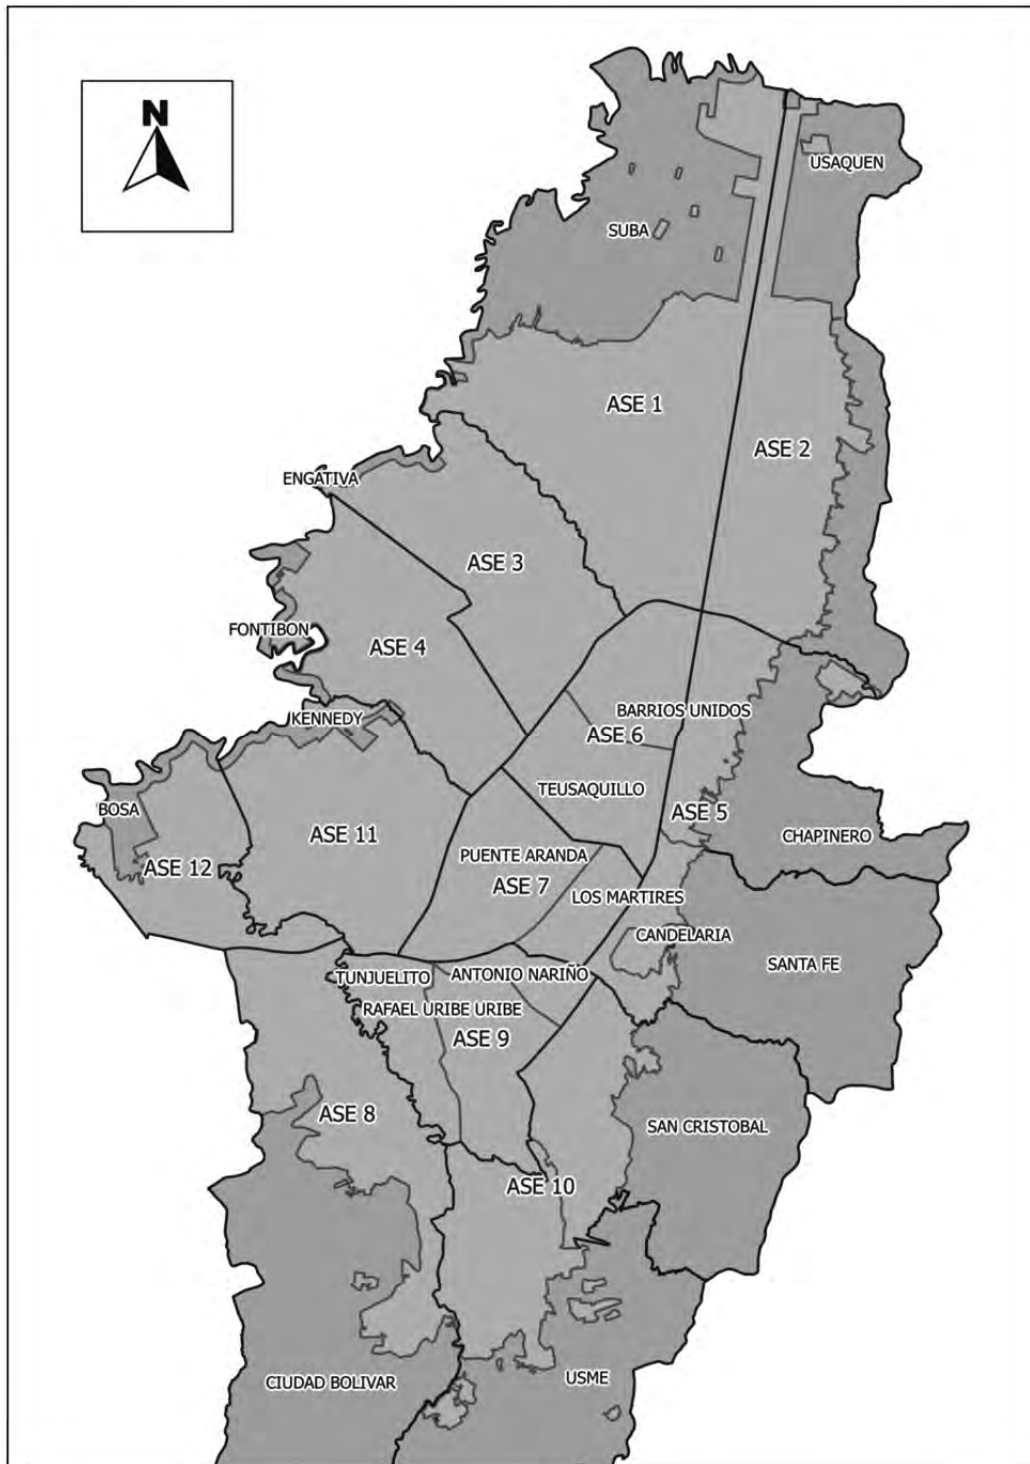 N
USAQUEN
SUBA
ASE 1
ASE 2
ENGATIVA
ASE 3
FONTIBON
ASE 4
KENNEDY
BARRIOS UNIDOS
ASE 6
TEUSAQUILLO
BOSA
ASE 5
ASE 11
CHAPINERO
PUENTE ARANDA
ASE 12
ASE 7
LOS MARTIRES
CANDELARIA
SANTA FE
TUNJUELITO
ANTONIO NARIÑO
RAFAEL URIBE URIBE
ASE 9
ASE 8
SAN CRISTOBAL
ASE 10
CIUDAD BOLIVAR
USME